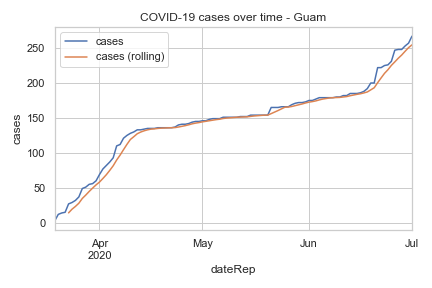 COVID-19 cases over time - Guam
cases
cases (rolling)
250
200
150
100
50
0
cases
Apr
2020
May
Jun
Jul
dateRep